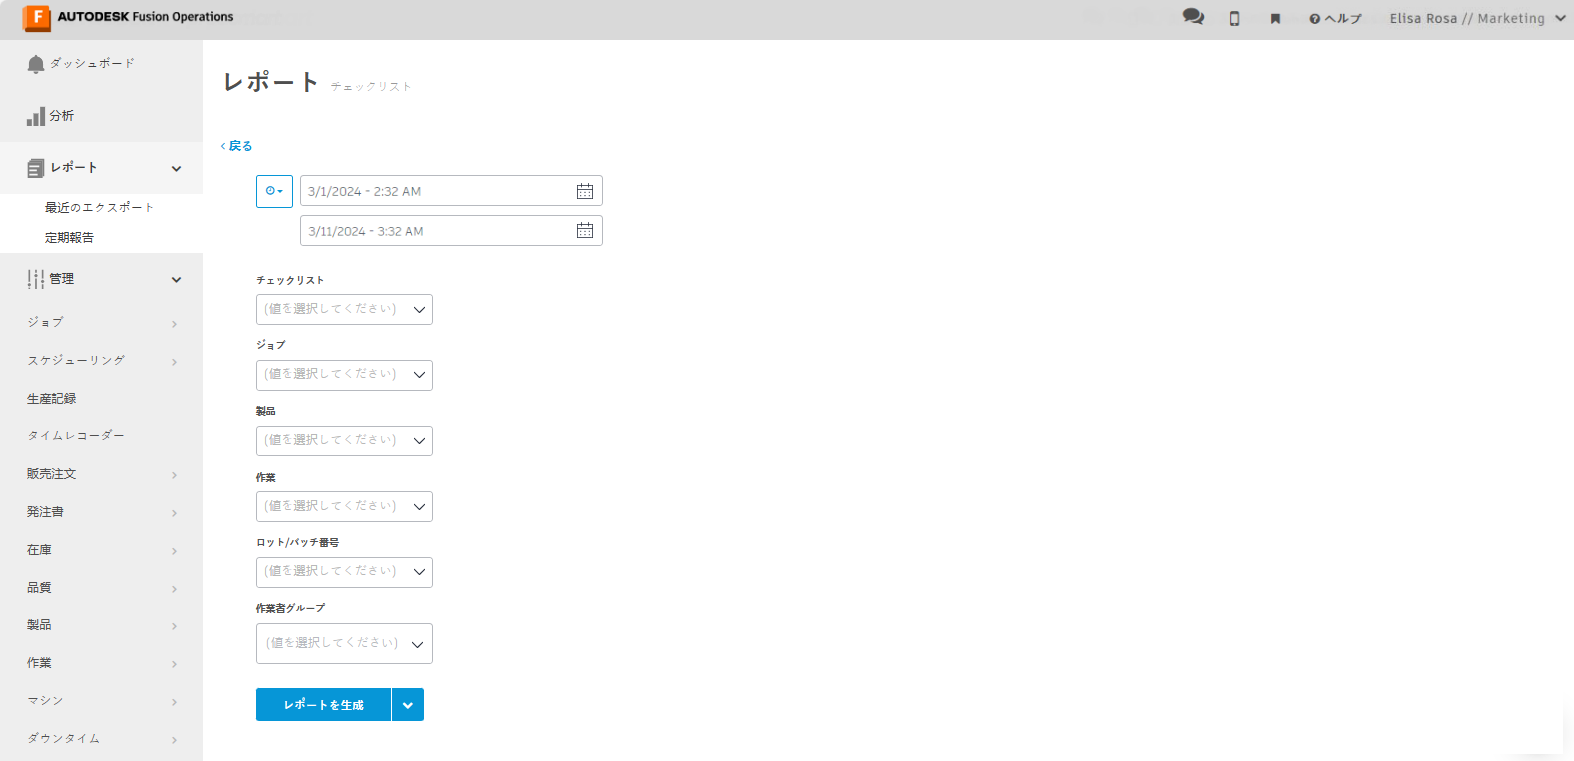 AUTODESK Fusion Operations
ヘルプ
Elisa Rosa // Marketing
ダッシュボード
分析
レポート
最近のエクスポート
定期報告
管理
ジョブ
スケジューリング
生産記録
タイムレコーダー
販売注文
発注書
在庫
品質
製品
作業
マシン
ダウンタイム
レポート チェックリスト
‹ 戻る
3/1/2024 - 2:32 AM
3/11/2024 - 3:32 AM
チェックリスト
(値を選択してください)
ジョブ
(値を選択してください)
製品
(値を選択してください)
作業
(値を選択してください)
ロット/バッチ番号
(値を選択してください)
作業者グループ
(値を選択してください)
レポートを生成